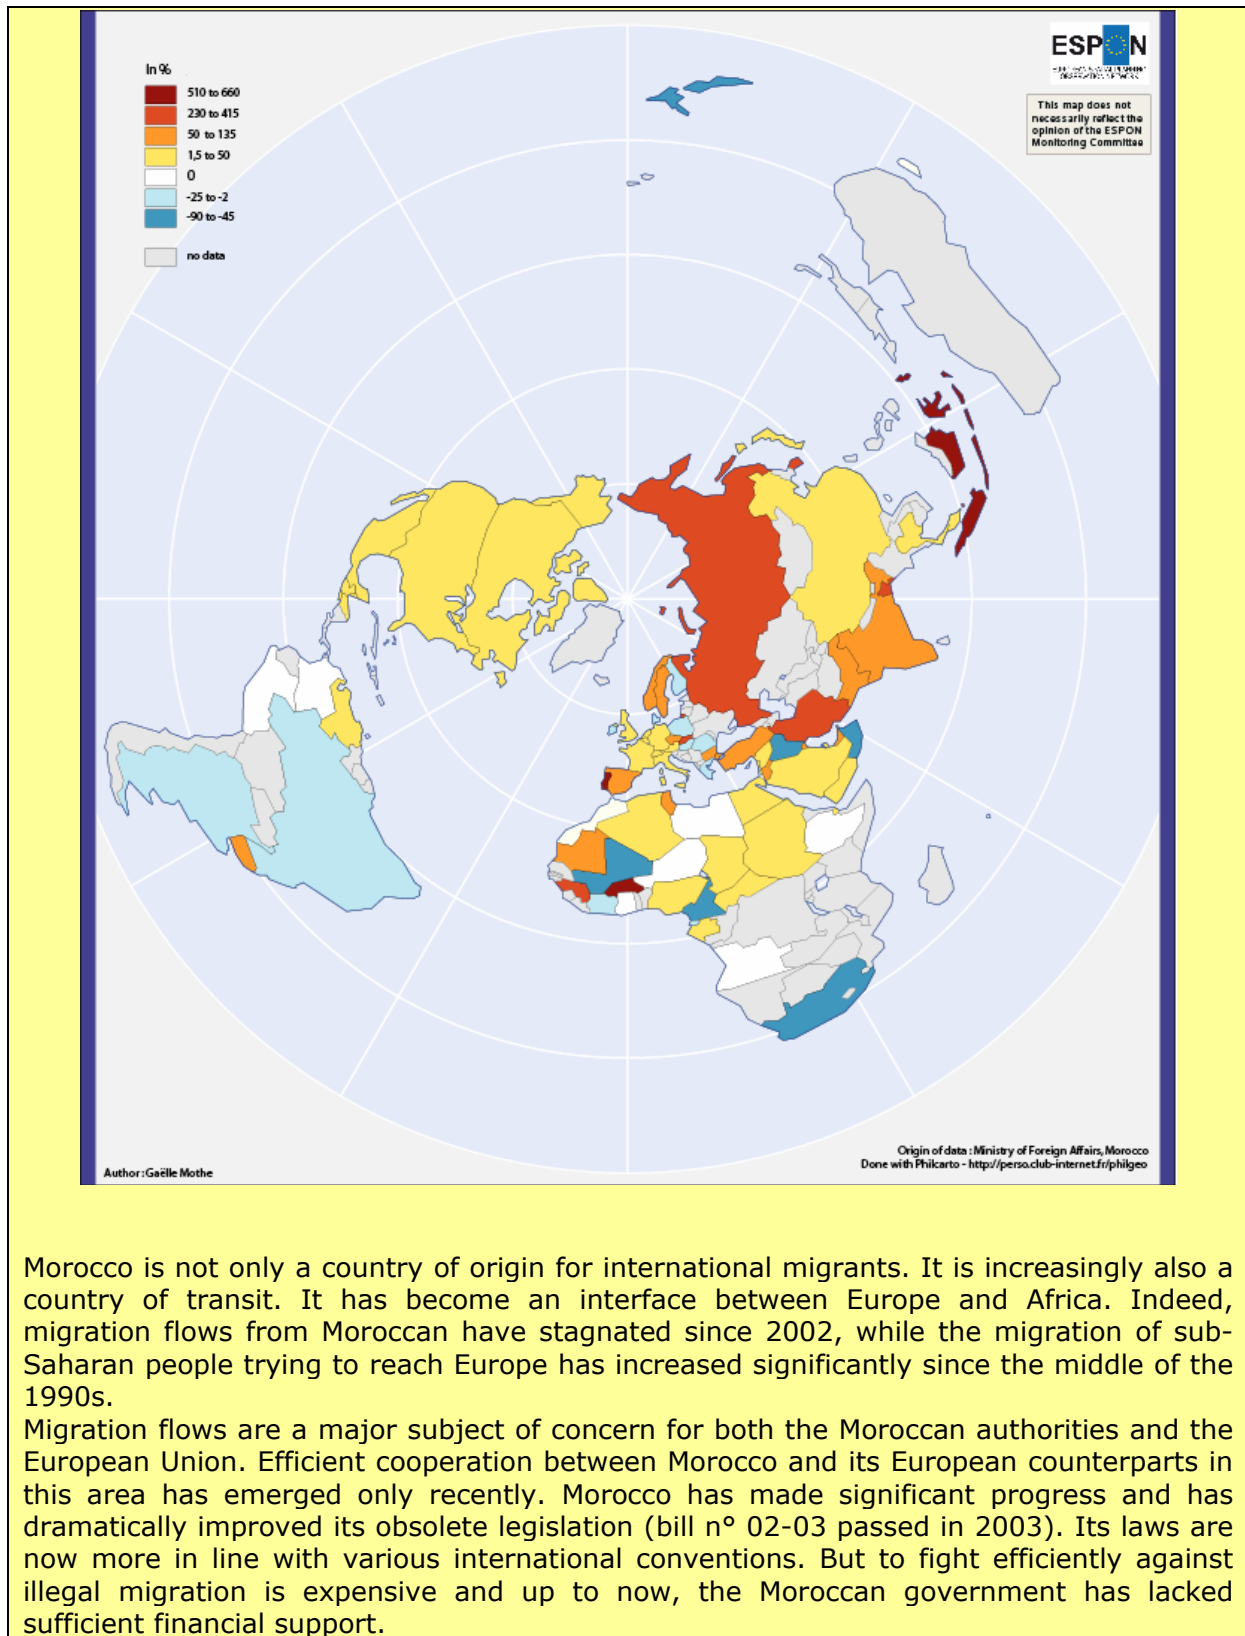 ESPON
In %
510 to 660
230 to 415
50 to 135
1,5 to 50
0
-25 to -2
-90 to -45
no data
This map does not
necessarily reflect the
opinion of the ESPON
Monitoring Committee
Origin of data : Ministry of Foreign Affairs, Morocco
Done with Philcarto - http://perso.club-internet.fr/philgeo
Author : Gaëlle Mothe
Morocco is not only a country of origin for international migrants. It is increasingly also a
country of transit. It has become an interface between Europe and Africa. Indeed,
migration flows from Moroccan have stagnated since 2002, while the migration of sub-
Saharan people trying to reach Europe has increased significantly since the middle of the
1990s.
Migration flows are a major subject of concern for both the Moroccan authorities and the
European Union. Efficient cooperation between Morocco and its European counterparts in
this area has emerged only recently. Morocco has made significant progress and has
dramatically improved its obsolete legislation (bill n° 02-03 passed in 2003). Its laws are
now more in line with various international conventions. But to fight efficiently against
illegal migration is expensive and up to now, the Moroccan government has lacked
sufficient financial support.